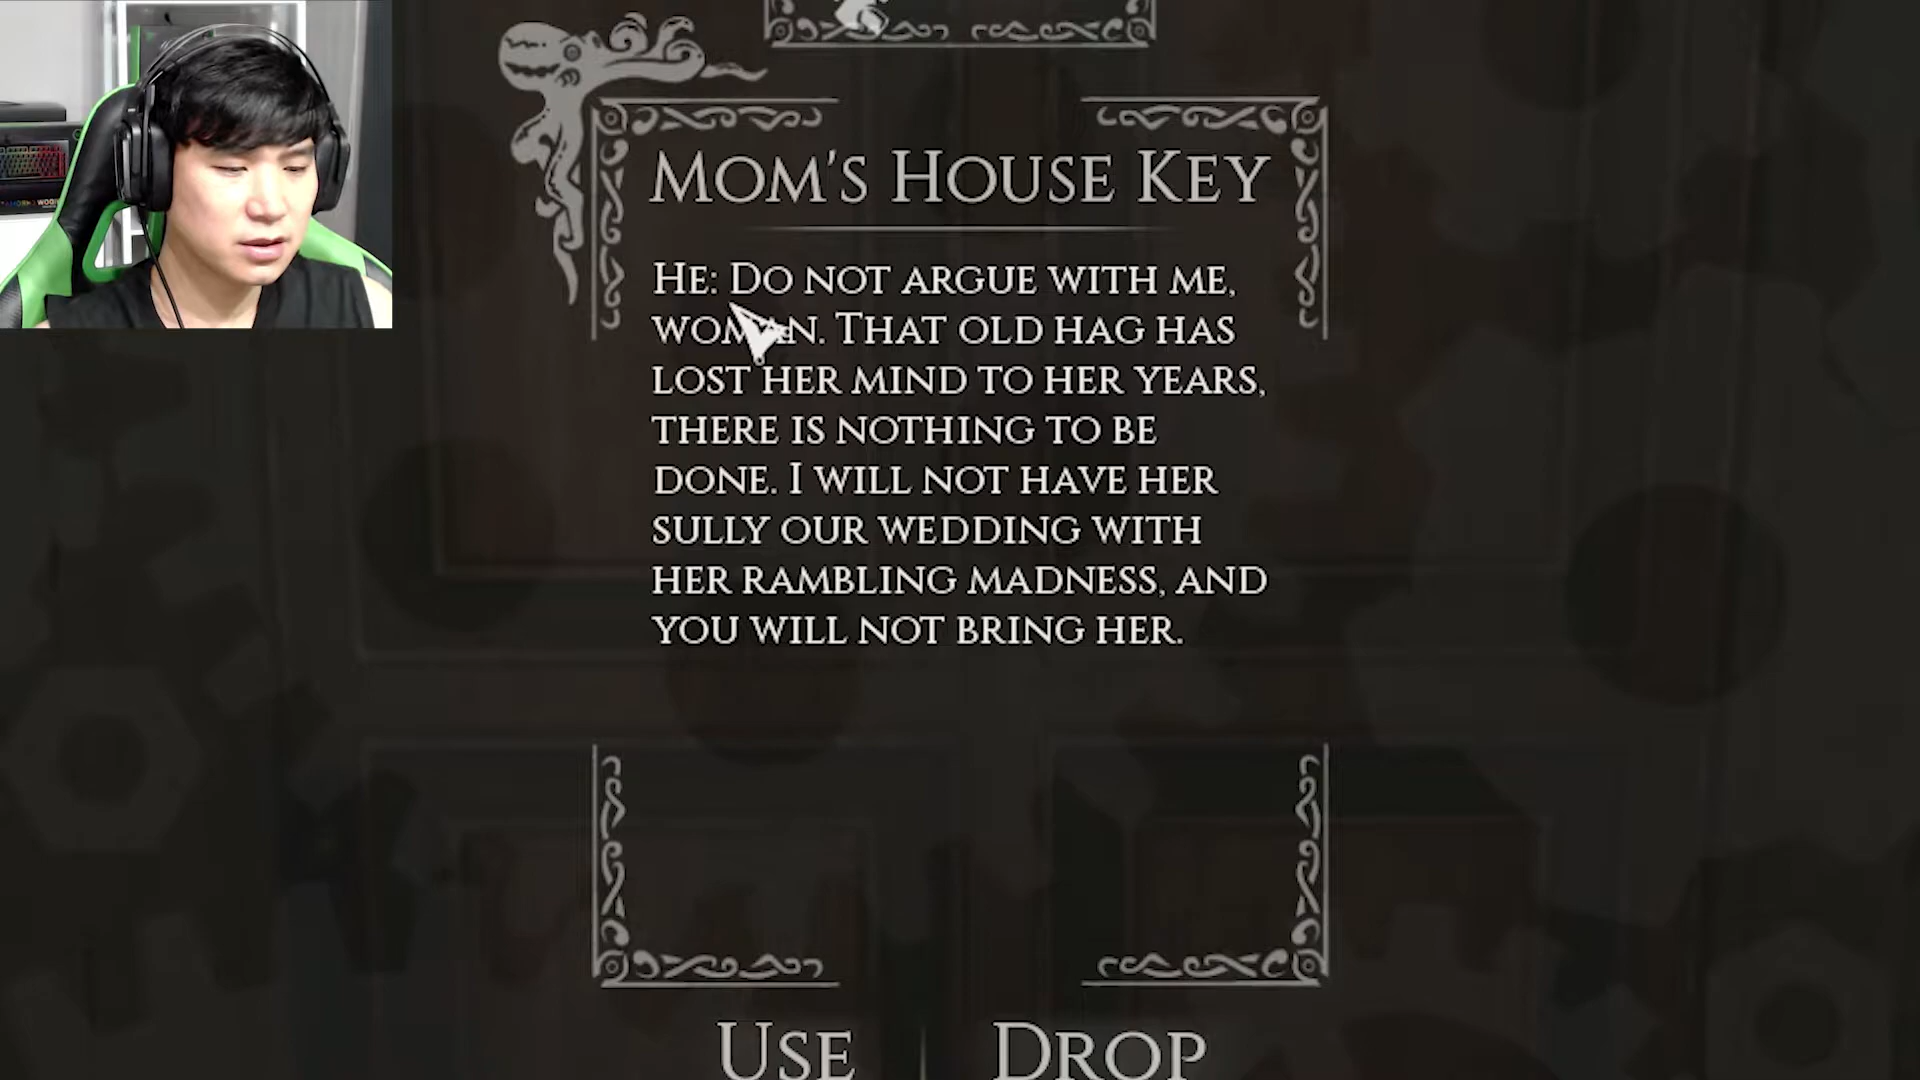 Mom's House Key
He: Do not argue with me,
woman. That old hag has
lost her mind to her years,
there is nothing to be
done. I will not have her
sully our wedding with
her rambling madness, and
you will not bring her.
Use
Drop